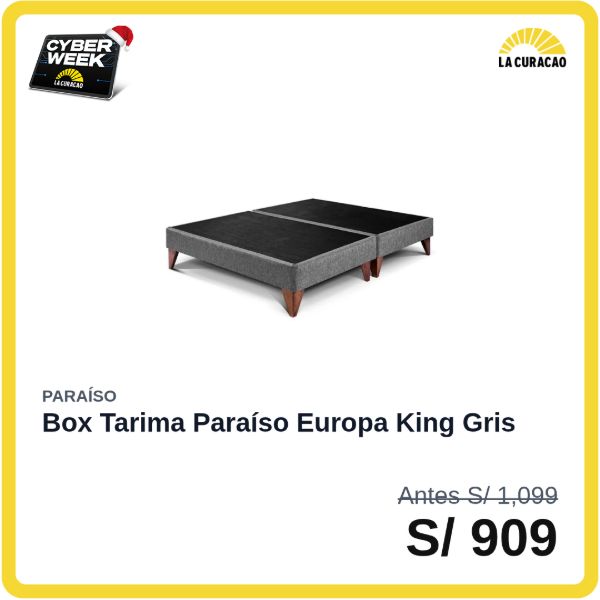 CYBER
WEEK
LA CURACAO
LA CURACAO
PARAÍSO
Box Tarima Paraíso Europa King Gris
Antes S/ 1,099
S/ 909